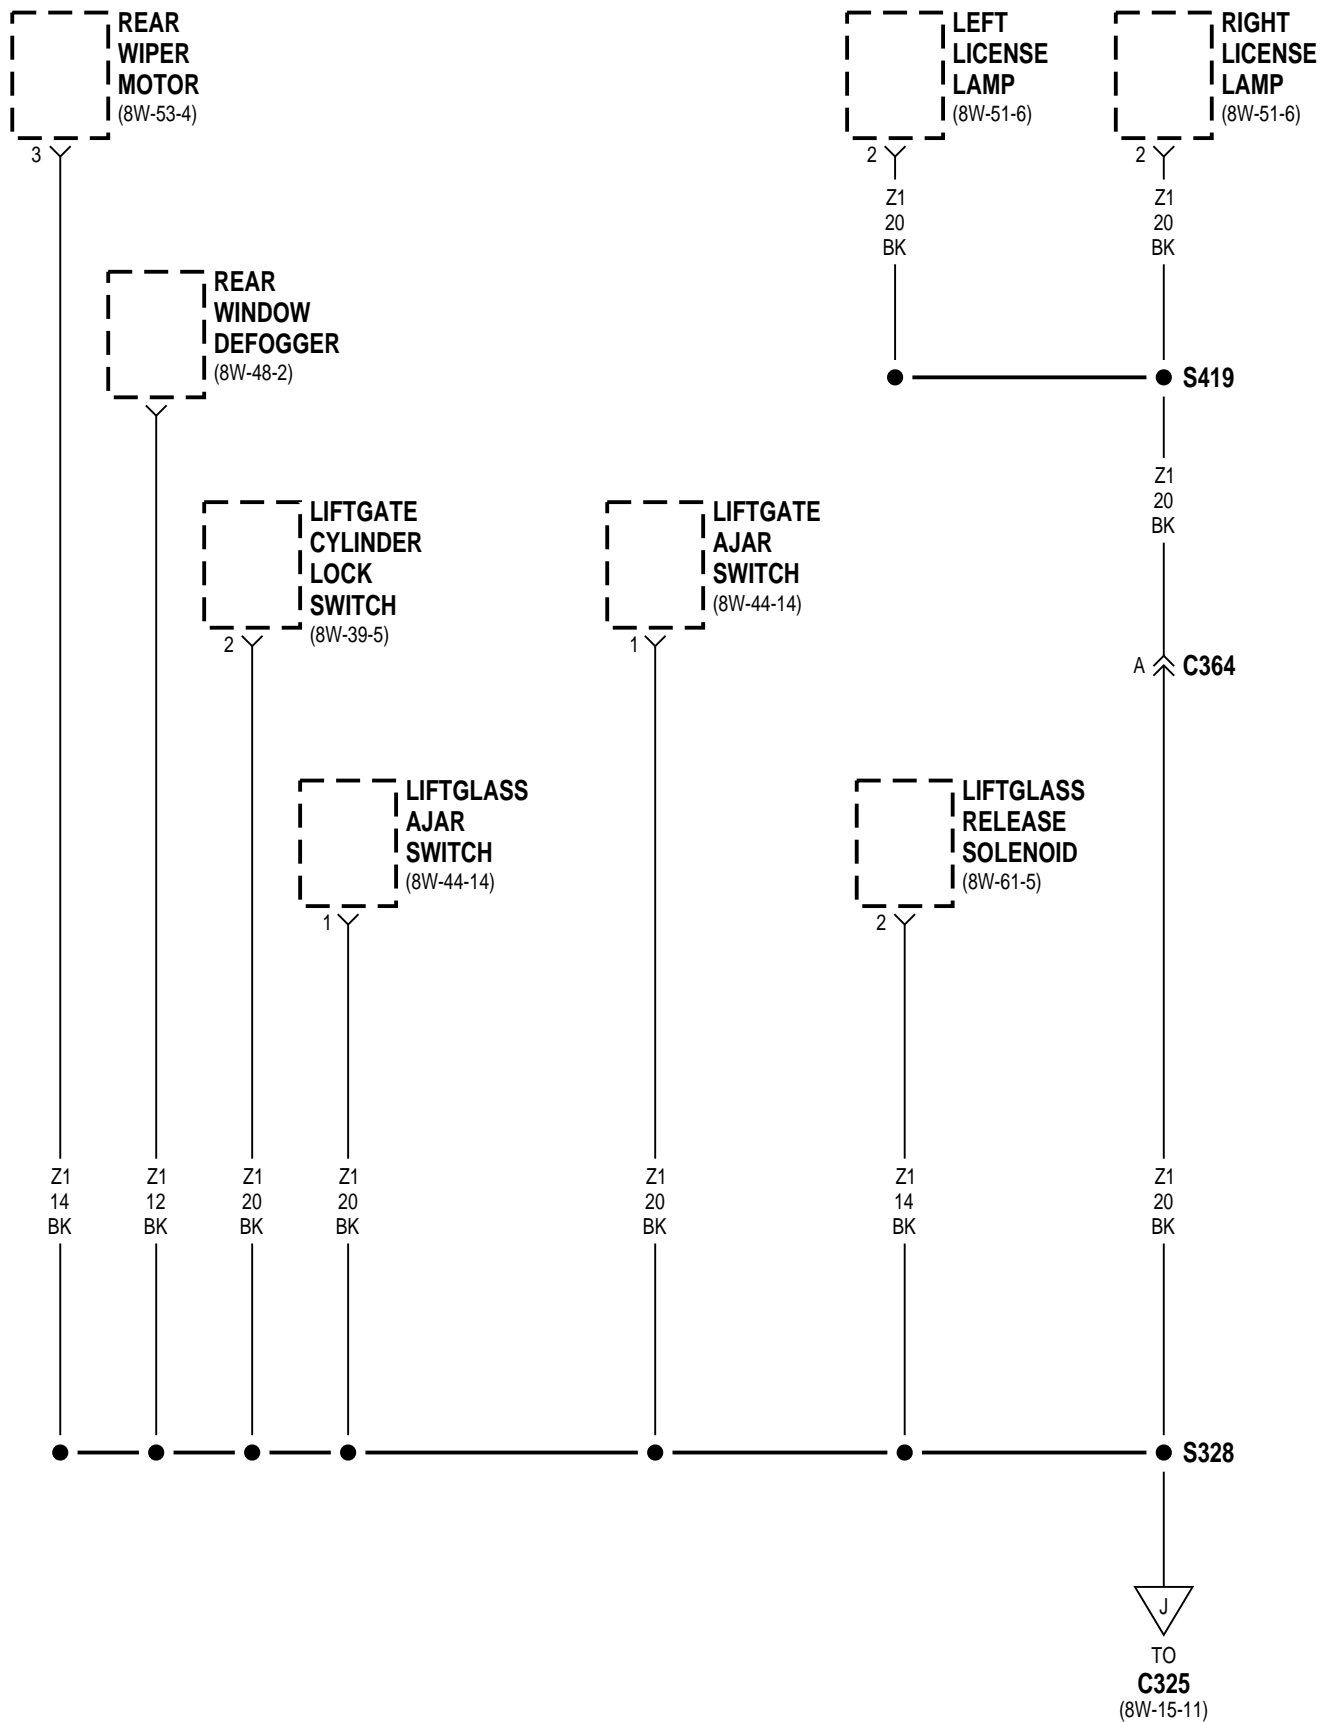 REAR
WIPER
MOTOR
(8W-53-4)
3
LEFT
LICENSE
LAMP
(8W-51-6)
2
RIGHT
LICENSE
LAMP
(8W-51-6)
2
Z1
20
BK
Z1
20
BK
REAR
WINDOW
DEFOGGER
(8W-48-2)
S419
Z1
20
BK
LIFTGATE
CYLINDER
LOCK
SWITCH
(8W-39-5)
2
LIFTGATE
AJAR
SWITCH
(8W-44-14)
1
A
C364
LIFTGLASS
AJAR
SWITCH
(8W-44-14)
1
LIFTGLASS
RELEASE
SOLENOID
(8W-61-5)
2
Z1
14
BK
Z1
12
BK
Z1
20
BK
Z1
20
BK
Z1
20
BK
Z1
14
BK
Z1
20
BK
S328
J
TO
C325
(8W-15-11)